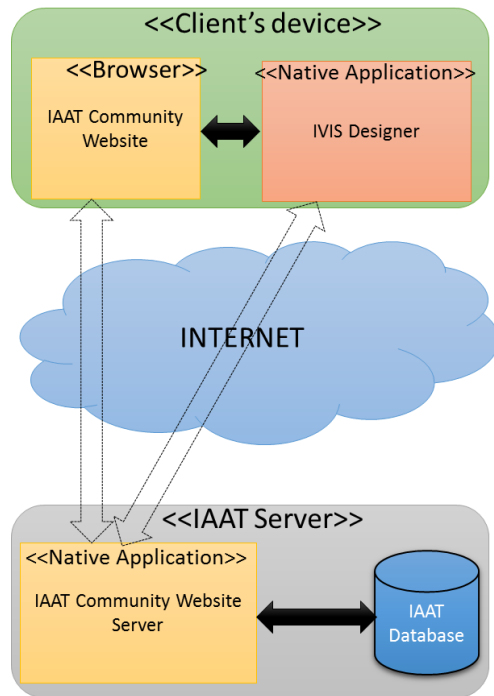 <<Client's device>>
<<Browser>>
IAAT Community
Website
<<Native Application>>
IVIS Designer
INTERNET
<<IAAT Server>>
<<Native Application>>
IAAT Community Website
Server
IAAT
Database